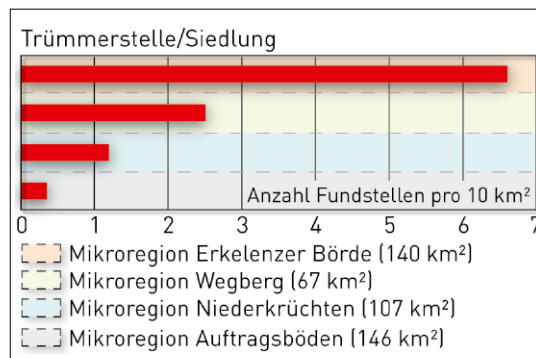 Trümmerstelle/Siedlung
Anzahl Fundstellen pro 10 km²
0 1 2 3 4 5 6 7
Mikroregion Erkelenzer Börde (140 km²)
Mikroregion Wegberg (67 km²)
Mikroregion Niederkrüchten (107 km²)
Mikroregion Auftragsböden (146 km²)